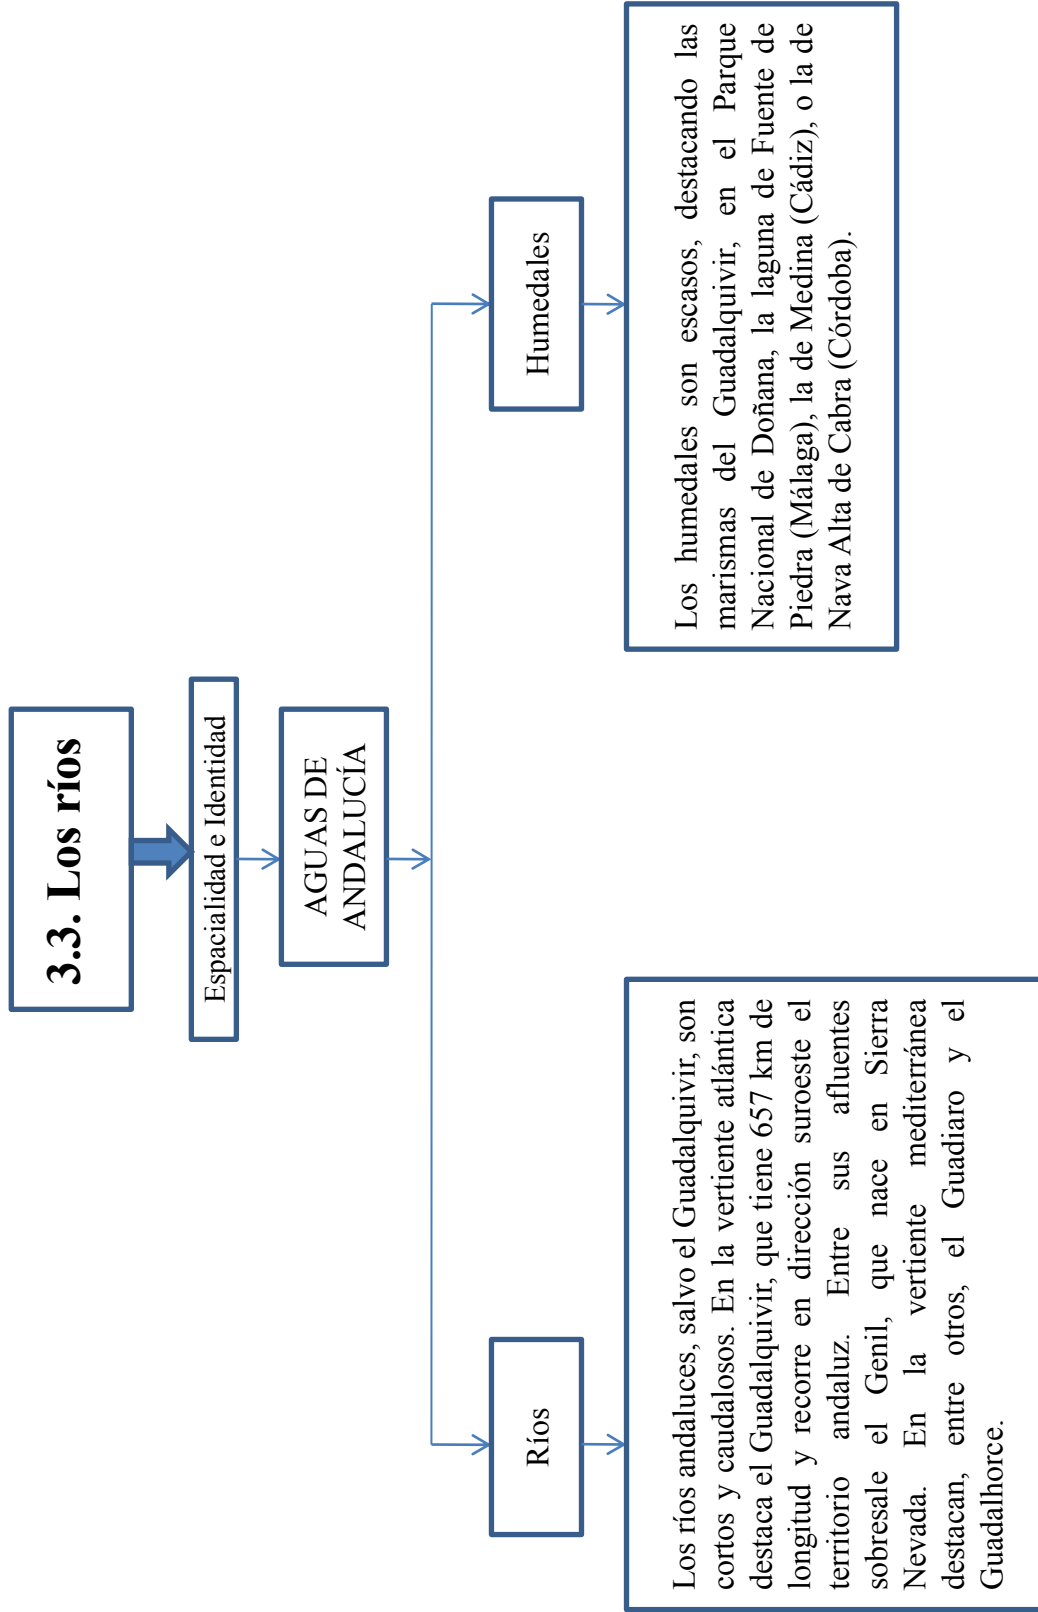 3.3. Los ríos
Espacialidad e Identidad
AGUAS DE
ANDALUCÍA
Ríos
Los ríos andaluces, salvo el Guadalquivir, son
cortos y caudalosos. En la vertiente atlántica
destaca el Guadalquivir, que tiene 657 km de
longitud y recorre en dirección suroeste el
territorio andaluz. Entre sus afluentes
sobresale el Genil, que nace en Sierra
Nevada. En la vertiente mediterránea
destacan, entre otros, el Guadiaro y el
Guadalhorce.
Humedales
Los humedales son escasos, destacando las
marismas del Guadalquivir, en el Parque
Nacional de Doñana, la laguna de Fuente de
Piedra (Málaga), la de Medina (Cádiz), o la de
Nava Alta de Cabra (Córdoba).